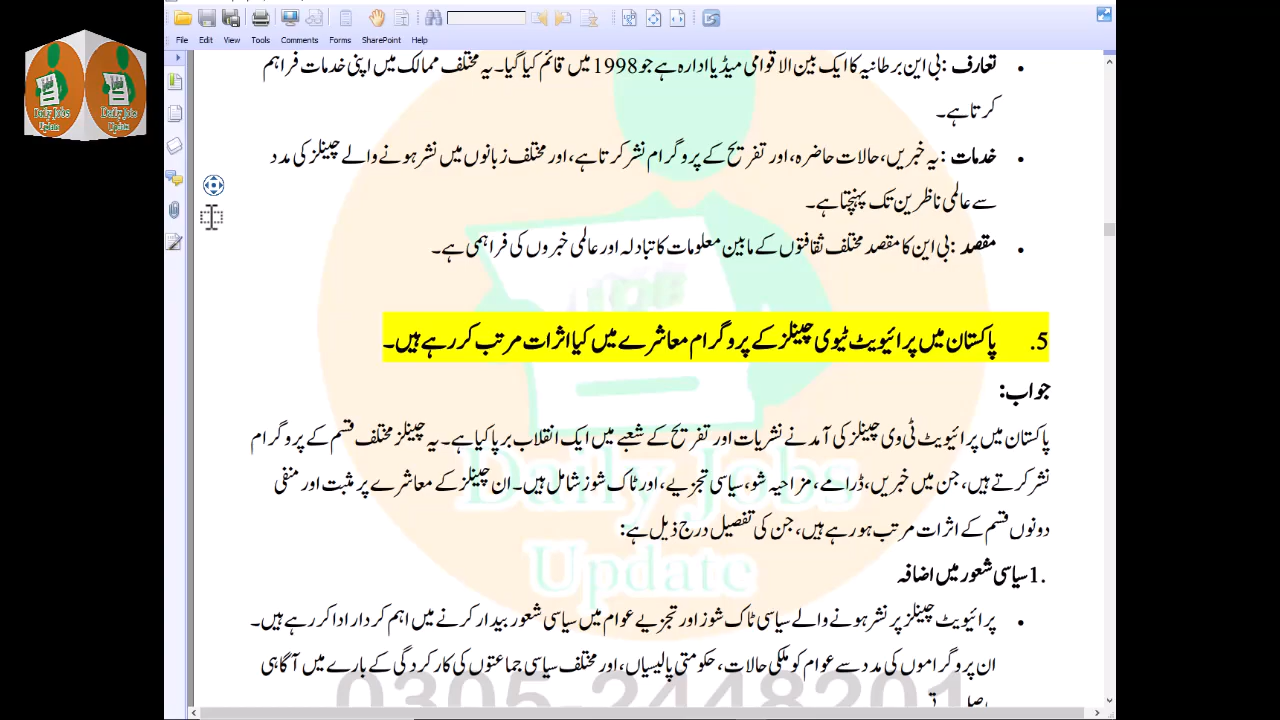 File Edit View Tools Comments Forms SharePoint Help
Daily Jobs
Update
Daily Jobs
Update
• تعارف: بی این برطانیہ کا ایک بین الاقوامی میڈیا ادارہ ہے جو 1998 میں قائم کیا گیا۔ یہ مختلف ممالک میں اپنی خدمات فراہم
کرتا ہے۔
• خدمات: یہ خبریں، حالات حاضرہ، اور تفریح کے پروگرام نشر کرتا ہے، اور مختلف زبانوں میں نشر ہونے والے چینلز کی مدد
سے عالمی ناظرین تک پہنچتا ہے۔
• مقصد: بی این کا مقصد مختلف ثقافتوں کے مابین معلومات کا تبادلہ اور عالمی خبروں کی فراہمی ہے۔
5. پاکستان میں پرائیویٹ ٹیوی چینلز کے پروگرام معاشرے میں کیا اثرات مرتب کر رہے ہیں۔
جواب:
پاکستان میں پرائیویٹ ٹی وی چینلز کی آمد نے نشریات اور تفریح کے شعبے میں ایک انقلاب برپا کیا ہے۔ یہ چینلز مختلف قسم کے پروگرام
نشر کرتے ہیں، جن میں خبریں، ڈرامے، مزاحیہ شو، سیاسی تجزیے، اور ٹاک شوز شامل ہیں۔ ان چینلز کے معاشرے پر مثبت اور منفی
دونوں قسم کے اثرات مرتب ہو رہے ہیں، جن کی تفصیل درج ذیل ہے:
Daily Jobs
Update
1. سیاسی شعور میں اضافہ
• پرائیویٹ چینلز پر نشر ہونے والے سیاسی ٹاک شوز اور تجزیے عوام میں سیاسی شعور بیدار کرنے میں اہم کردار ادا کر رہے ہیں۔
ان پروگراموں کی مدد سے عوام کو ملکی حالات، حکومتی پالیسیاں، اور مختلف سیاسی جماعتوں کی کارکردگی کے بارے میں آگاہی
0305-2448201